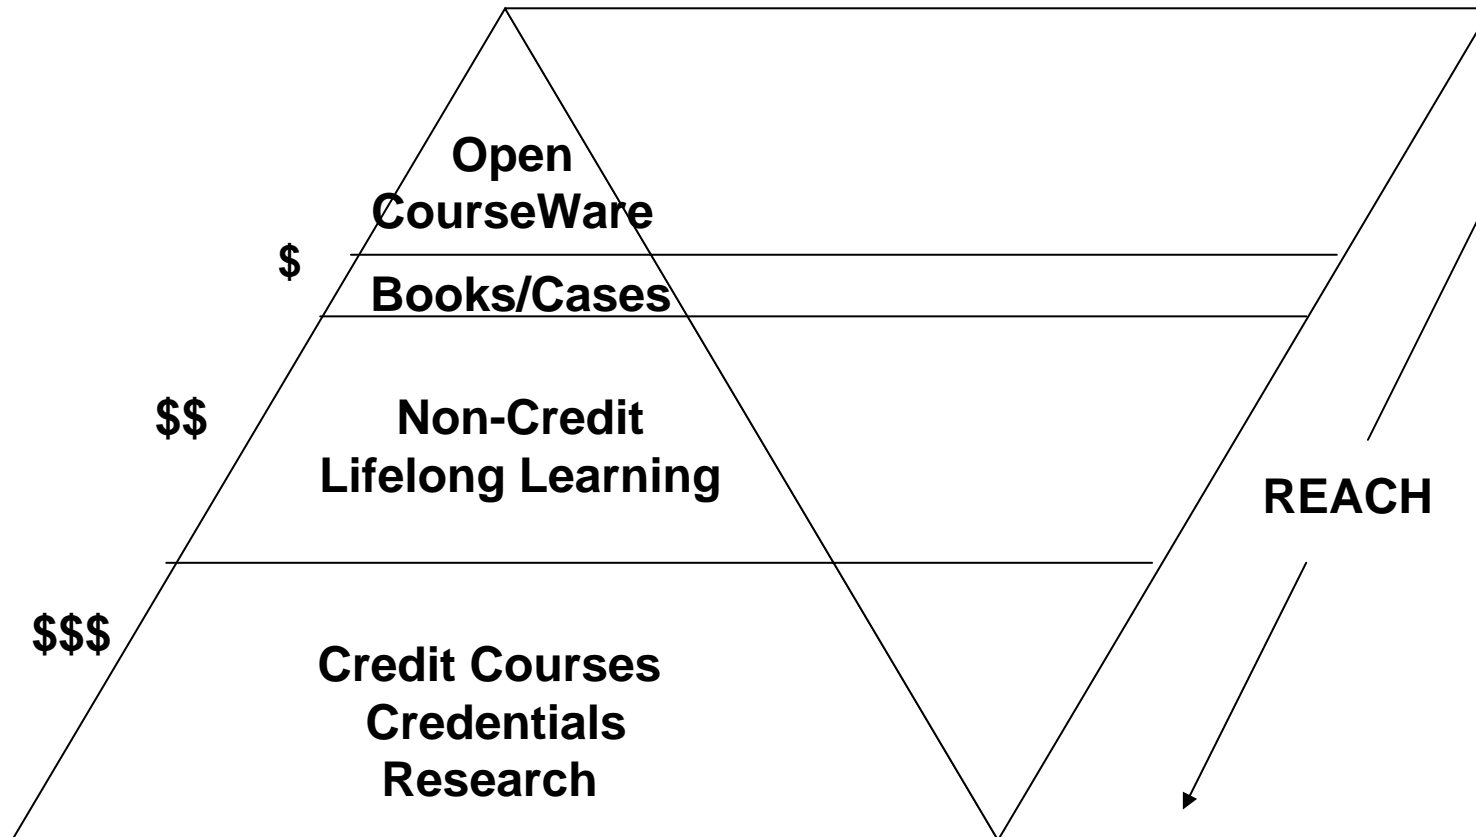 Open
CourseWare
$
Books/Cases
$$
Non-Credit
Lifelong Learning
REACH
$$$
Credit Courses
Credentials
Research